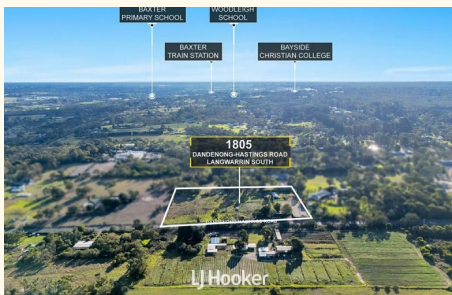 BAXTER
PRIMARY SCHOOL
WOODLEIGH
SCHOOL
BAXTER
TRAIN STATION
BAYSIDE
CHRISTIAN COLLEGE
1805
DANDENONG-HASTINGS ROAD
LANGWARRIN SOUTH
LJ Hooker